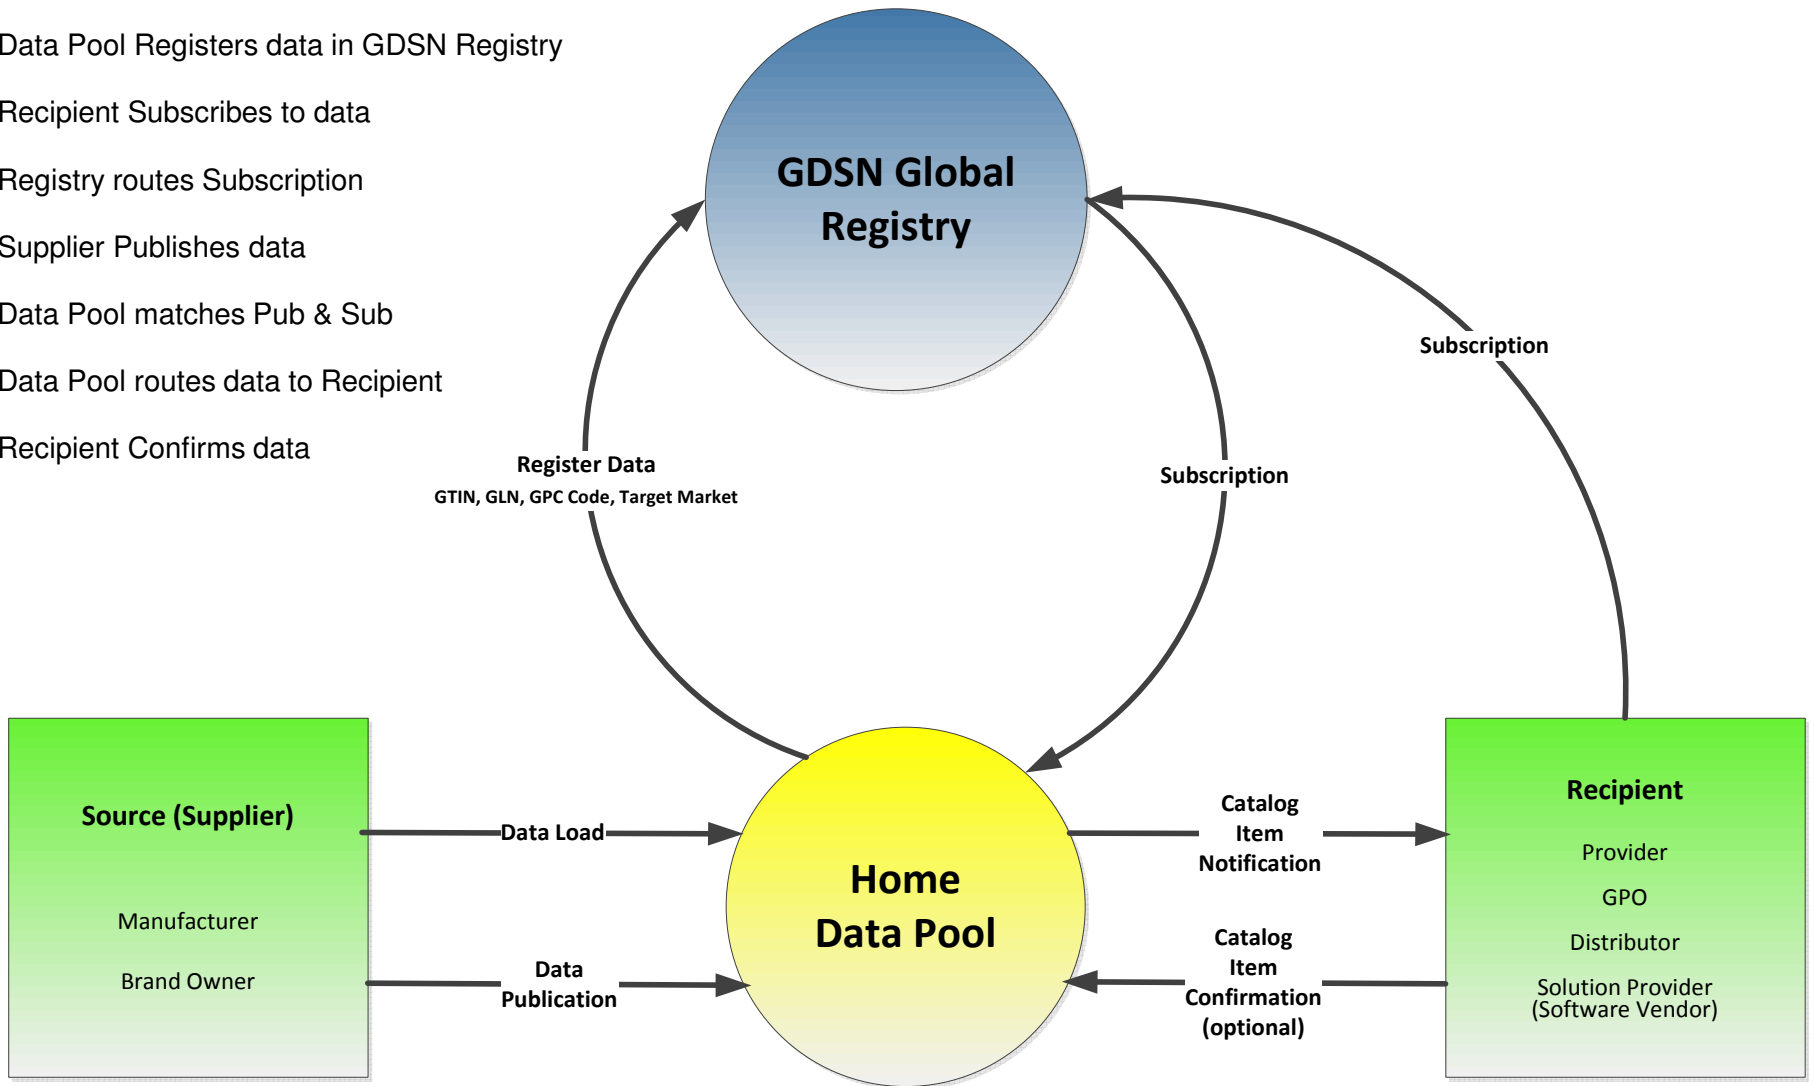 Data Pool Registers data in GDSN Registry
Recipient Subscribes to data
Registry routes Subscription
Supplier Publishes data
Data Pool matches Pub & Sub
Data Pool routes data to Recipient
Recipient Confirms data
GDSN Global
Registry
Subscription
Register Data
GTIN, GLN, GPC Code, Target Market
Subscription
Source (Supplier)
Manufacturer
Brand Owner
Data Load
Data
Publication
Home
Data Pool
Catalog
Item
Notification
Catalog
Item
Confirmation
(optional)
Recipient
Provider
GPO
Distributor
Solution Provider
(Software Vendor)